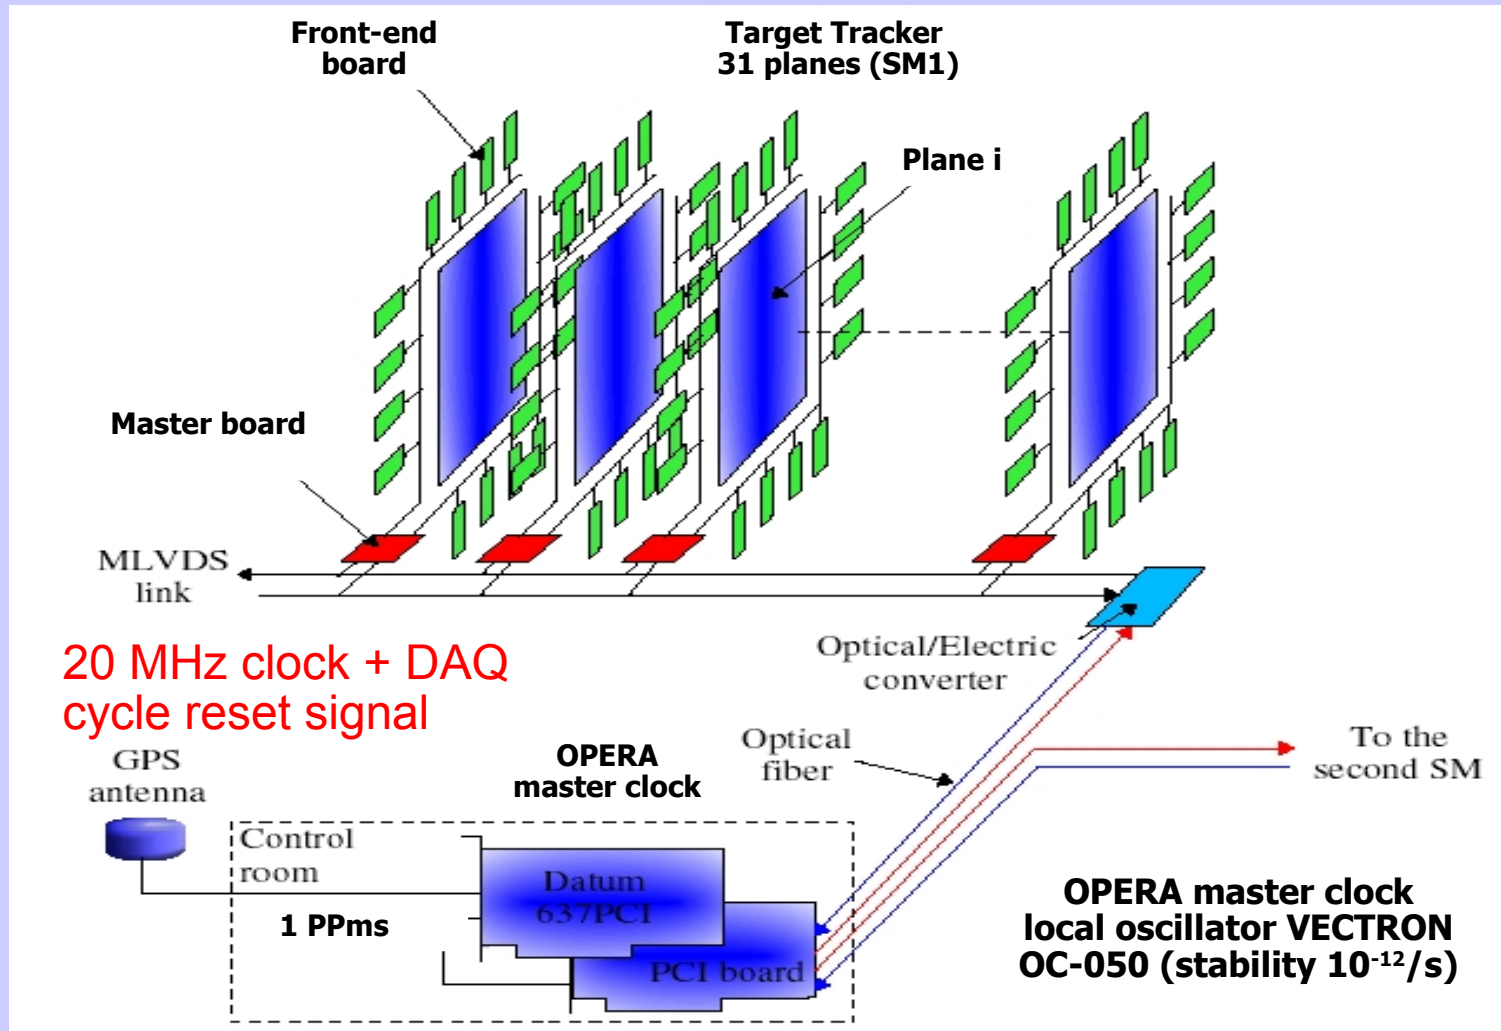 Front-end
board
Target Tracker
31 planes (SM1)
Plane i
Master board
MLVDS
link
20 MHz clock + DAQ
cycle reset signal
Optical/Electric
converter
GPS
antenna
OPERA
master clock
Optical
fiber
To the
second SM
Control
room
Datum
637PCI
1 PPms
PCI board
OPERA master clock
local oscillator VECTRON
OC-050 (stability 10⁻¹²/s)